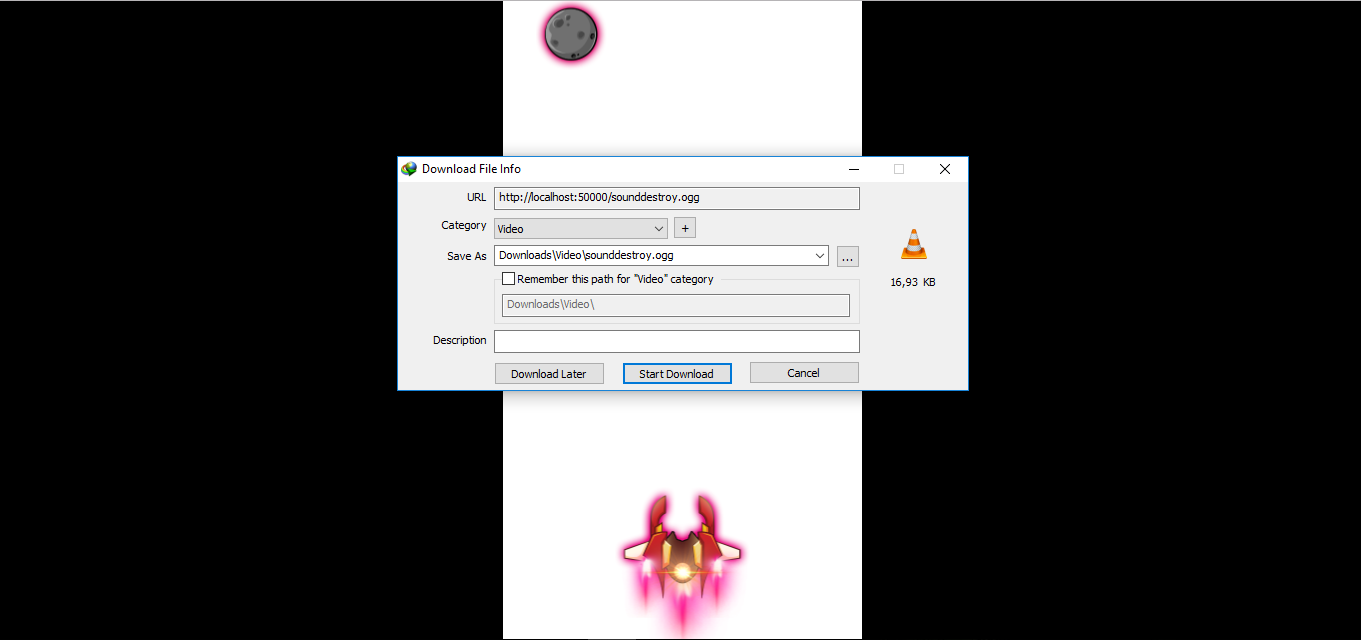 Download File Info
URL http://localhost:50000/sounddestroy.ogg
Category Video +
Save As Downloads\Video\sounddestroy.ogg ...
Remember this path for "Video" category
16,93 KB
Downloads\Video\
Description
Download Later Start Download Cancel